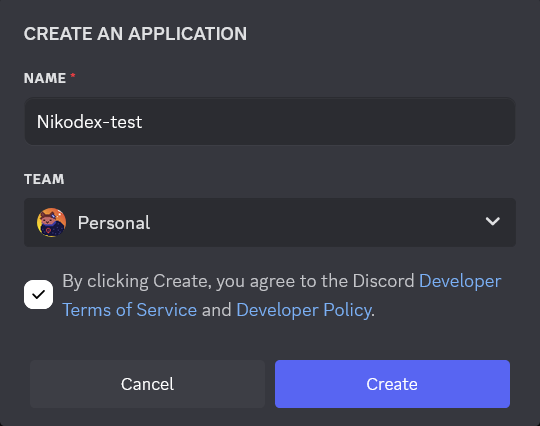 CREATE AN APPLICATION
NAME *
Nikodex-test
TEAM
Personal
By clicking Create, you agree to the Discord Developer
Terms of Service and Developer Policy.
Cancel
Create